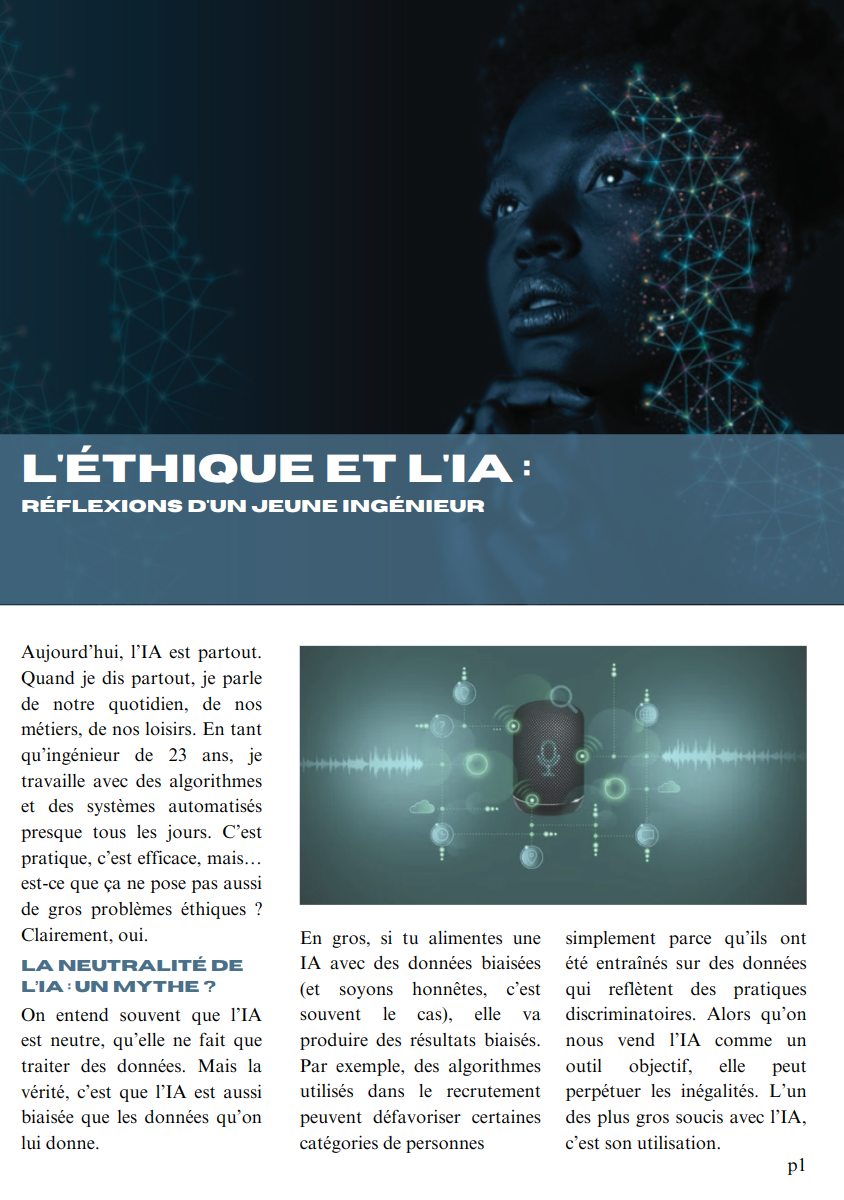 L'ÉTHIQUE ET L'IA :
RÉFLEXIONS D'UN JEUNE INGÉNIEUR
Aujourd’hui, l’IA est partout.
Quand je dis partout, je parle
de notre quotidien, de nos
métiers, de nos loisirs. En tant
qu’ingénieur de 23 ans, je
travaille avec des algorithmes
et des systèmes automatisés
presque tous les jours. C’est
pratique, c’est efficace, mais…
est-ce que ça ne pose pas aussi
de gros problèmes éthiques ?
Clairement, oui.
LA NEUTRALITÉ DE
L’IA : UN MYTHE ?
On entend souvent que l’IA
est neutre, qu’elle ne fait que
traiter des données. Mais la
vérité, c’est que l’IA est aussi
biaisée que les données qu’on
lui donne.
En gros, si tu alimentes une
IA avec des données biaisées
(et soyons honnêtes, c’est
souvent le cas), elle va
produire des résultats biaisés.
Par exemple, des algorithmes
utilisés dans le recrutement
peuvent défavoriser certaines
catégories de personnes
simplement parce qu’ils ont
été entraînés sur des données
qui reflètent des pratiques
discriminatoires. Alors qu’on
nous vend l’IA comme un
outil objectif, elle peut
perpétuer les inégalités. L’un
des plus gros soucis avec l’IA,
c’est son utilisation.
p1